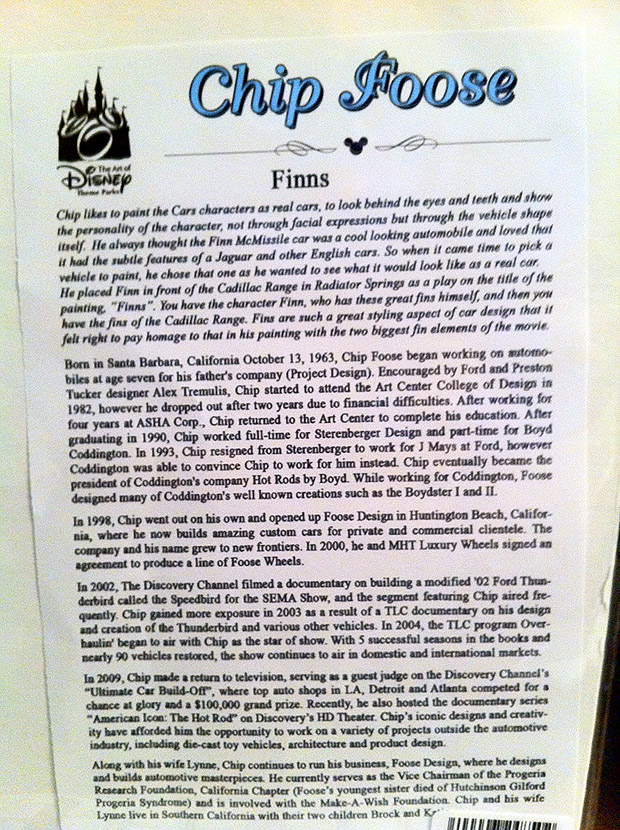 Chip Foose
The Art of
Disney
Theme Parks
Finns
Chip likes to paint the Cars characters as real cars, to look behind the eyes and teeth and show
the personality of the character, not through facial expressions but through the vehicle shape
itself. He always thought the Finn McMissile car was a cool looking automobile and loved that
it had the subtle features of a Jaguar and other English cars. So when it came time to pick a
vehicle to paint, he chose that one as he wanted to see what it would look like as a real car.
He placed Finn in front of the Cadillac Range in Radiator Springs as a play on the title of the
painting, "Finns". You have the character Finn, who has these great fins himself, and then you
have the fins of the Cadillac Range. Fins are such a great styling aspect of car design that it
felt right to pay homage to that in his painting with the two biggest fin elements of the movie.
Born in Santa Barbara, California October 13, 1963, Chip Foose began working on automo-
biles at age seven for his father's company (Project Design). Encouraged by Ford and Preston
Tucker designer Alex Tremulis, Chip started to attend the Art Center College of Design in
1982, however he dropped out after two years due to financial difficulties. After working for
four years at ASHA Corp., Chip returned to the Art Center to complete his education. After
graduating in 1990, Chip worked full-time for Sterenberger Design and part-time for Boyd
Coddington. In 1993, Chip resigned from Sterenberger to work for J Mays at Ford, however
Coddington was able to convince Chip to work for him instead. Chip eventually became the
president of Coddington's company Hot Rods by Boyd. While working for Coddington, Foose
designed many of Coddington's well known creations such as the Boydster I and II.
In 1998, Chip went out on his own and opened up Foose Design in Huntington Beach, Califor-
nia, where he now builds amazing custom cars for private and commercial clientele. The
company and his name grew to new frontiers. In 2000, he and MHT Luxury Wheels signed an
agreement to produce a line of Foose Wheels.
In 2002, The Discovery Channel filmed a documentary on building a modified '02 Ford Thun-
derbird called the Speedbird for the SEMA Show, and the segment featuring Chip aired fre-
quently. Chip gained more exposure in 2003 as a result of a TLC documentary on his design
and creation of the Thunderbird and various other vehicles. In 2004, the TLC program Over-
haulin' began to air with Chip as the star of show. With 5 successful seasons in the books and
nearly 90 vehicles restored, the show continues to air in domestic and international markets.
In 2009, Chip made a return to television, serving as a guest judge on the Discovery Channel's
"Ultimate Car Build-Off", where top auto shops in LA, Detroit and Atlanta competed for a
chance at glory and a $100,000 grand prize. Recently, he also hosted the documentary series
"American Icon: The Hot Rod" on Discovery's HD Theater. Chip's iconic designs and creativ-
ity have afforded him the opportunity to work on a variety of projects outside the automotive
industry, including die-cast toy vehicles, architecture and product design.
Along with his wife Lynne, Chip continues to run his business, Foose Design, where he designs
and builds automotive masterpieces. He currently serves as the Vice Chairman of the Progeria
Research Foundation, California Chapter (Foose's youngest sister died of Hutchinson Gilford
Progeria Syndrome) and is involved with the Make-A-Wish Foundation. Chip and his wife
Lynne live in Southern California with their two children Brock and